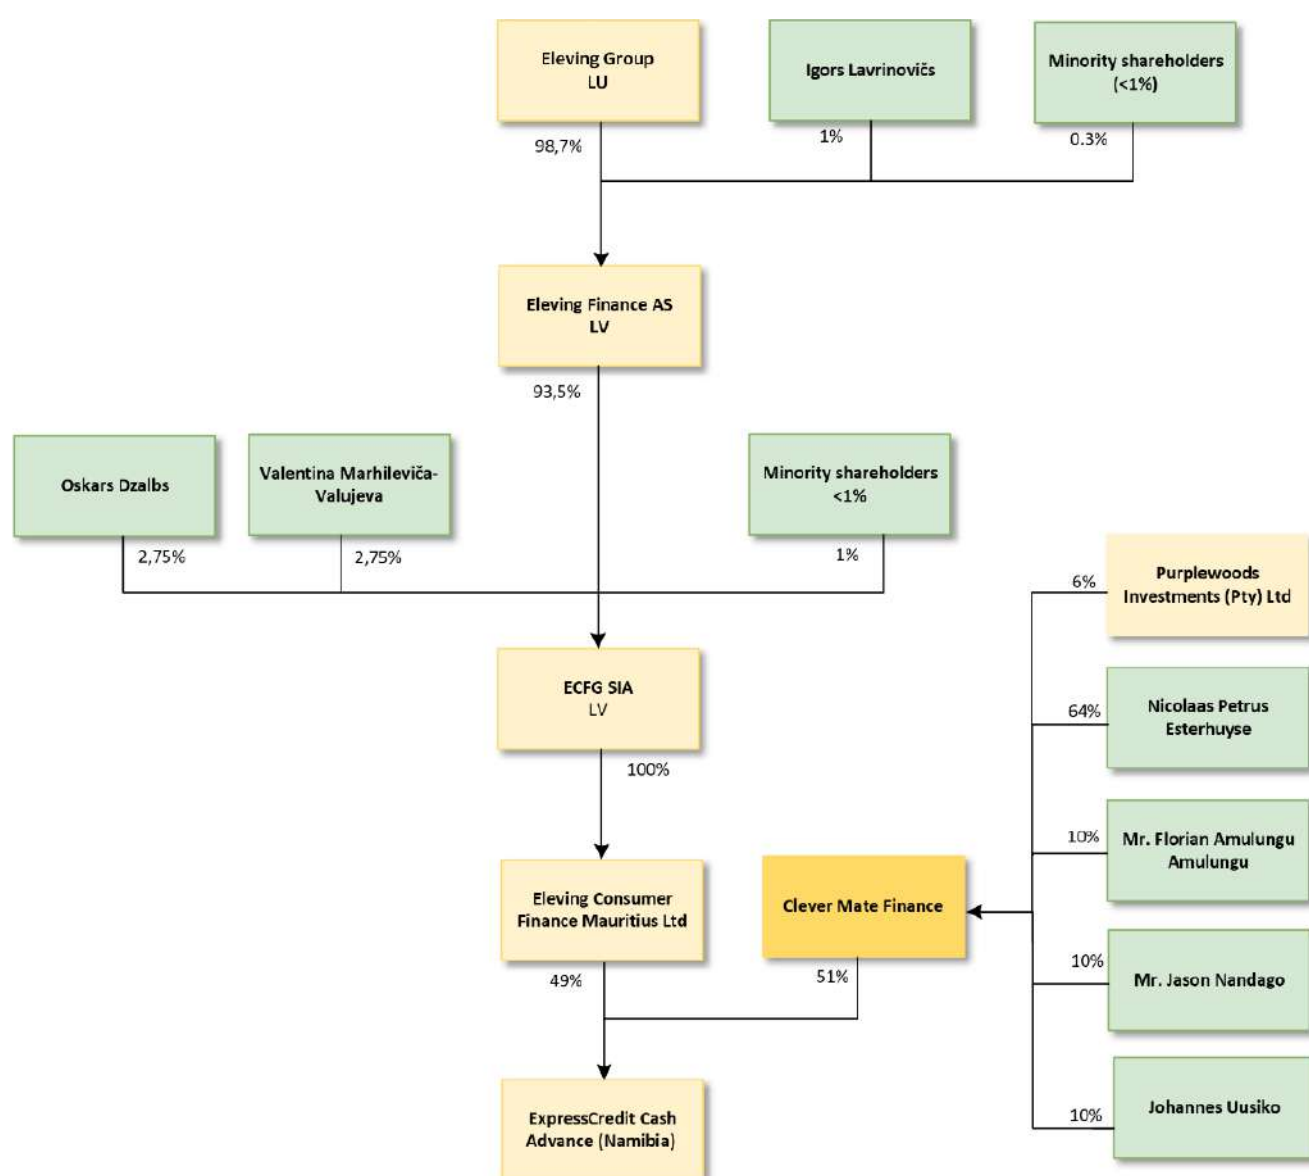 Eleving Group
LU
Igors Lavrinovičs
Minority shareholders
(<1%)
98,7%
1%
0.3%
Eleving Finance AS
LV
93,5%
Oskars Dzalbs
Valentina Marhileviča-
Valujeva
Minority shareholders
<1%
2,75%
2,75%
1%
6%
Purplewoods
Investments (Pty) Ltd
ECFG SIA
LV
64%
Nicolaas Petrus
Esterhuyse
100%
10%
Mr. Florian Amulungu
Amulungu
Eleving Consumer
Finance Mauritius Ltd
Clever Mate Finance
49%
51%
10%
Mr. Jason Nandago
ExpressCredit Cash
Advance (Namibia)
10%
Johannes Uusiko